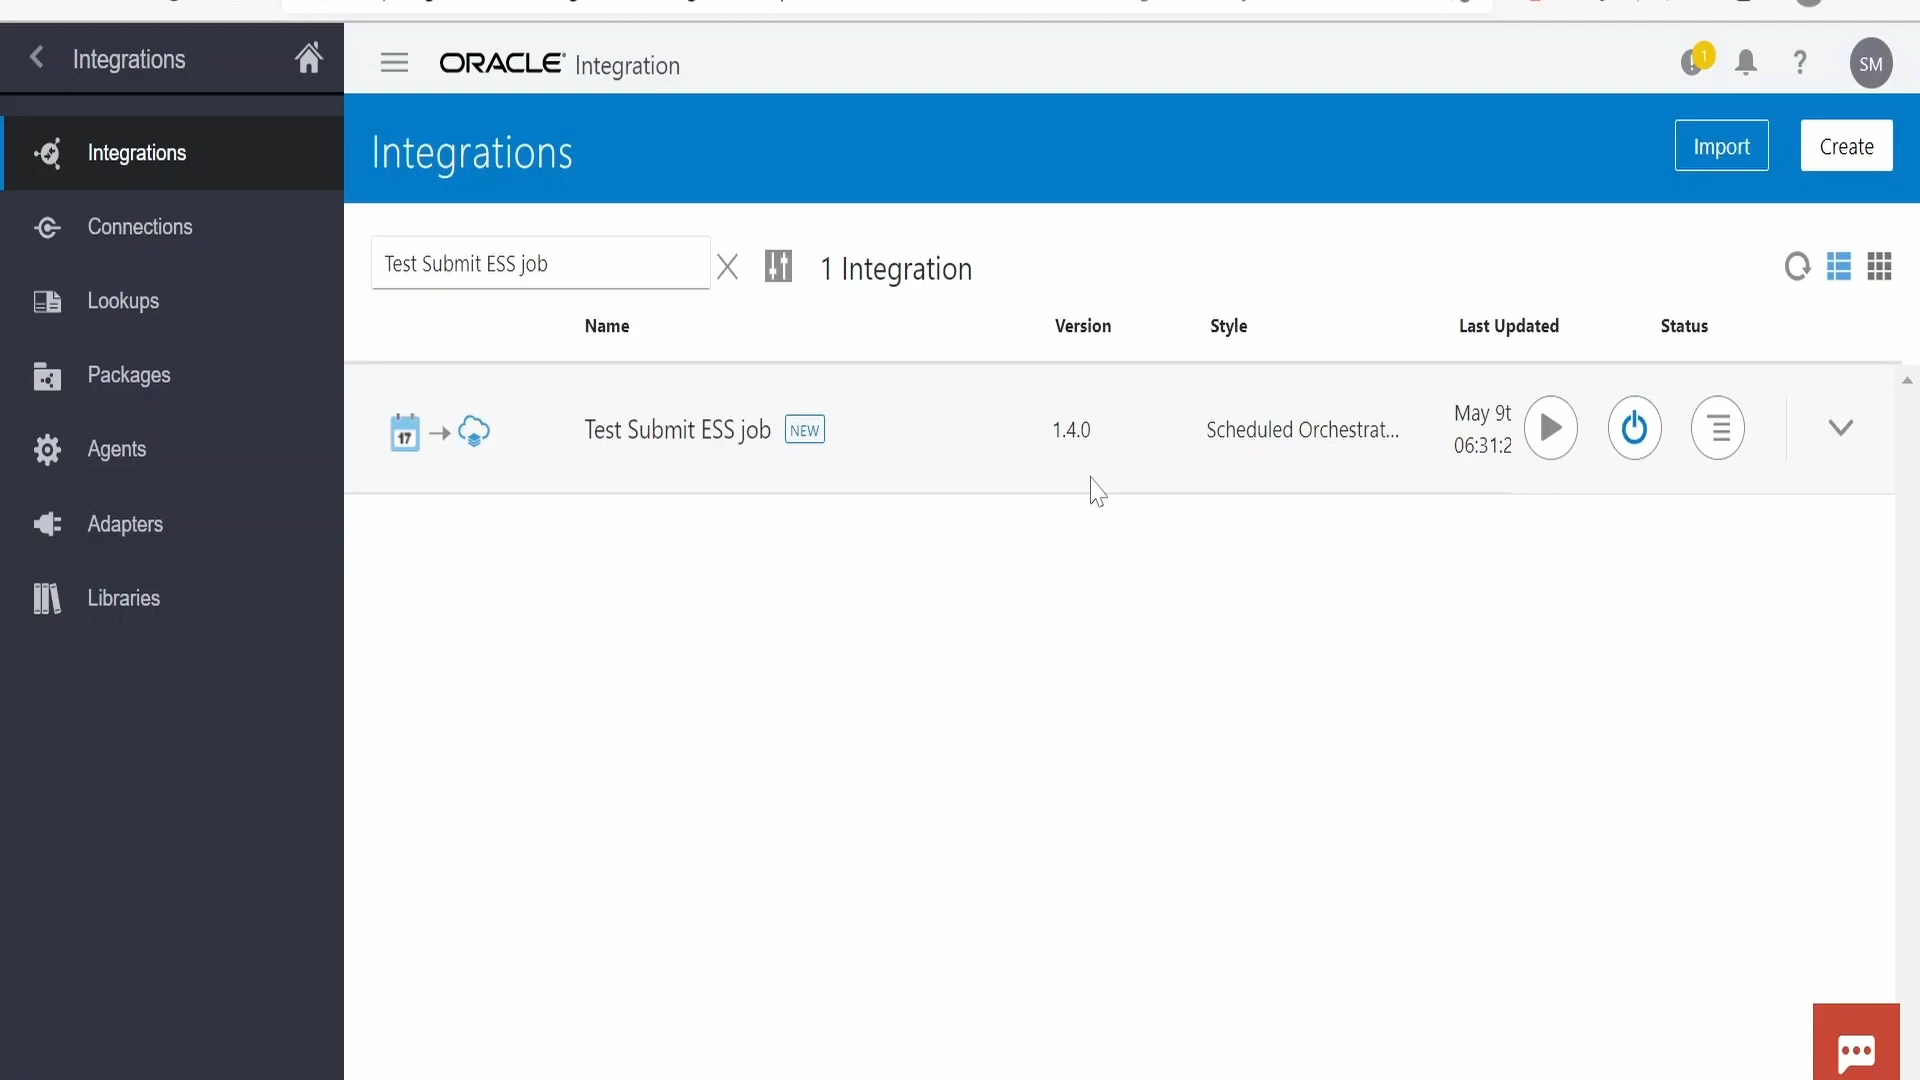 Integrations
ORACLE Integration
1
SM
Integrations
Connections
Lookups
Packages
Agents
Adapters
Libraries
Integrations
Import
Create
Test Submit ESS job
1 Integration
Name Version Style Last Updated Status
17
Test Submit ESS job NEW
1.4.0
Scheduled Orchestrat...
May 9t
06:31:2